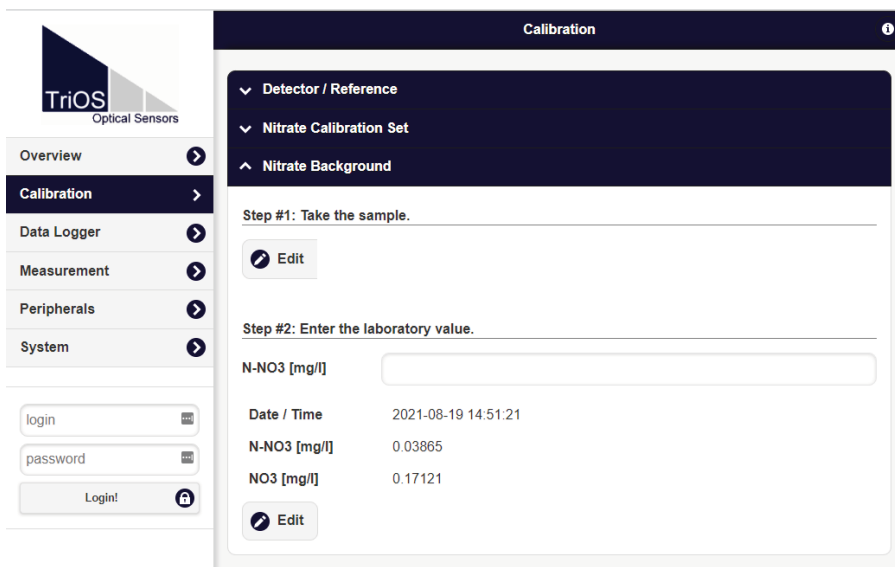 TriOS
Optical Sensors
Overview
Calibration
Data Logger
Measurement
Peripherals
System
login
password
Login!
Calibration
Detector / Reference
Nitrate Calibration Set
Nitrate Background
Step #1: Take the sample.
Edit
Step #2: Enter the laboratory value.
N-NO3 [mg/l]
Date / Time 2021-08-19 14:51:21
N-NO3 [mg/l] 0.03865
NO3 [mg/l] 0.17121
Edit